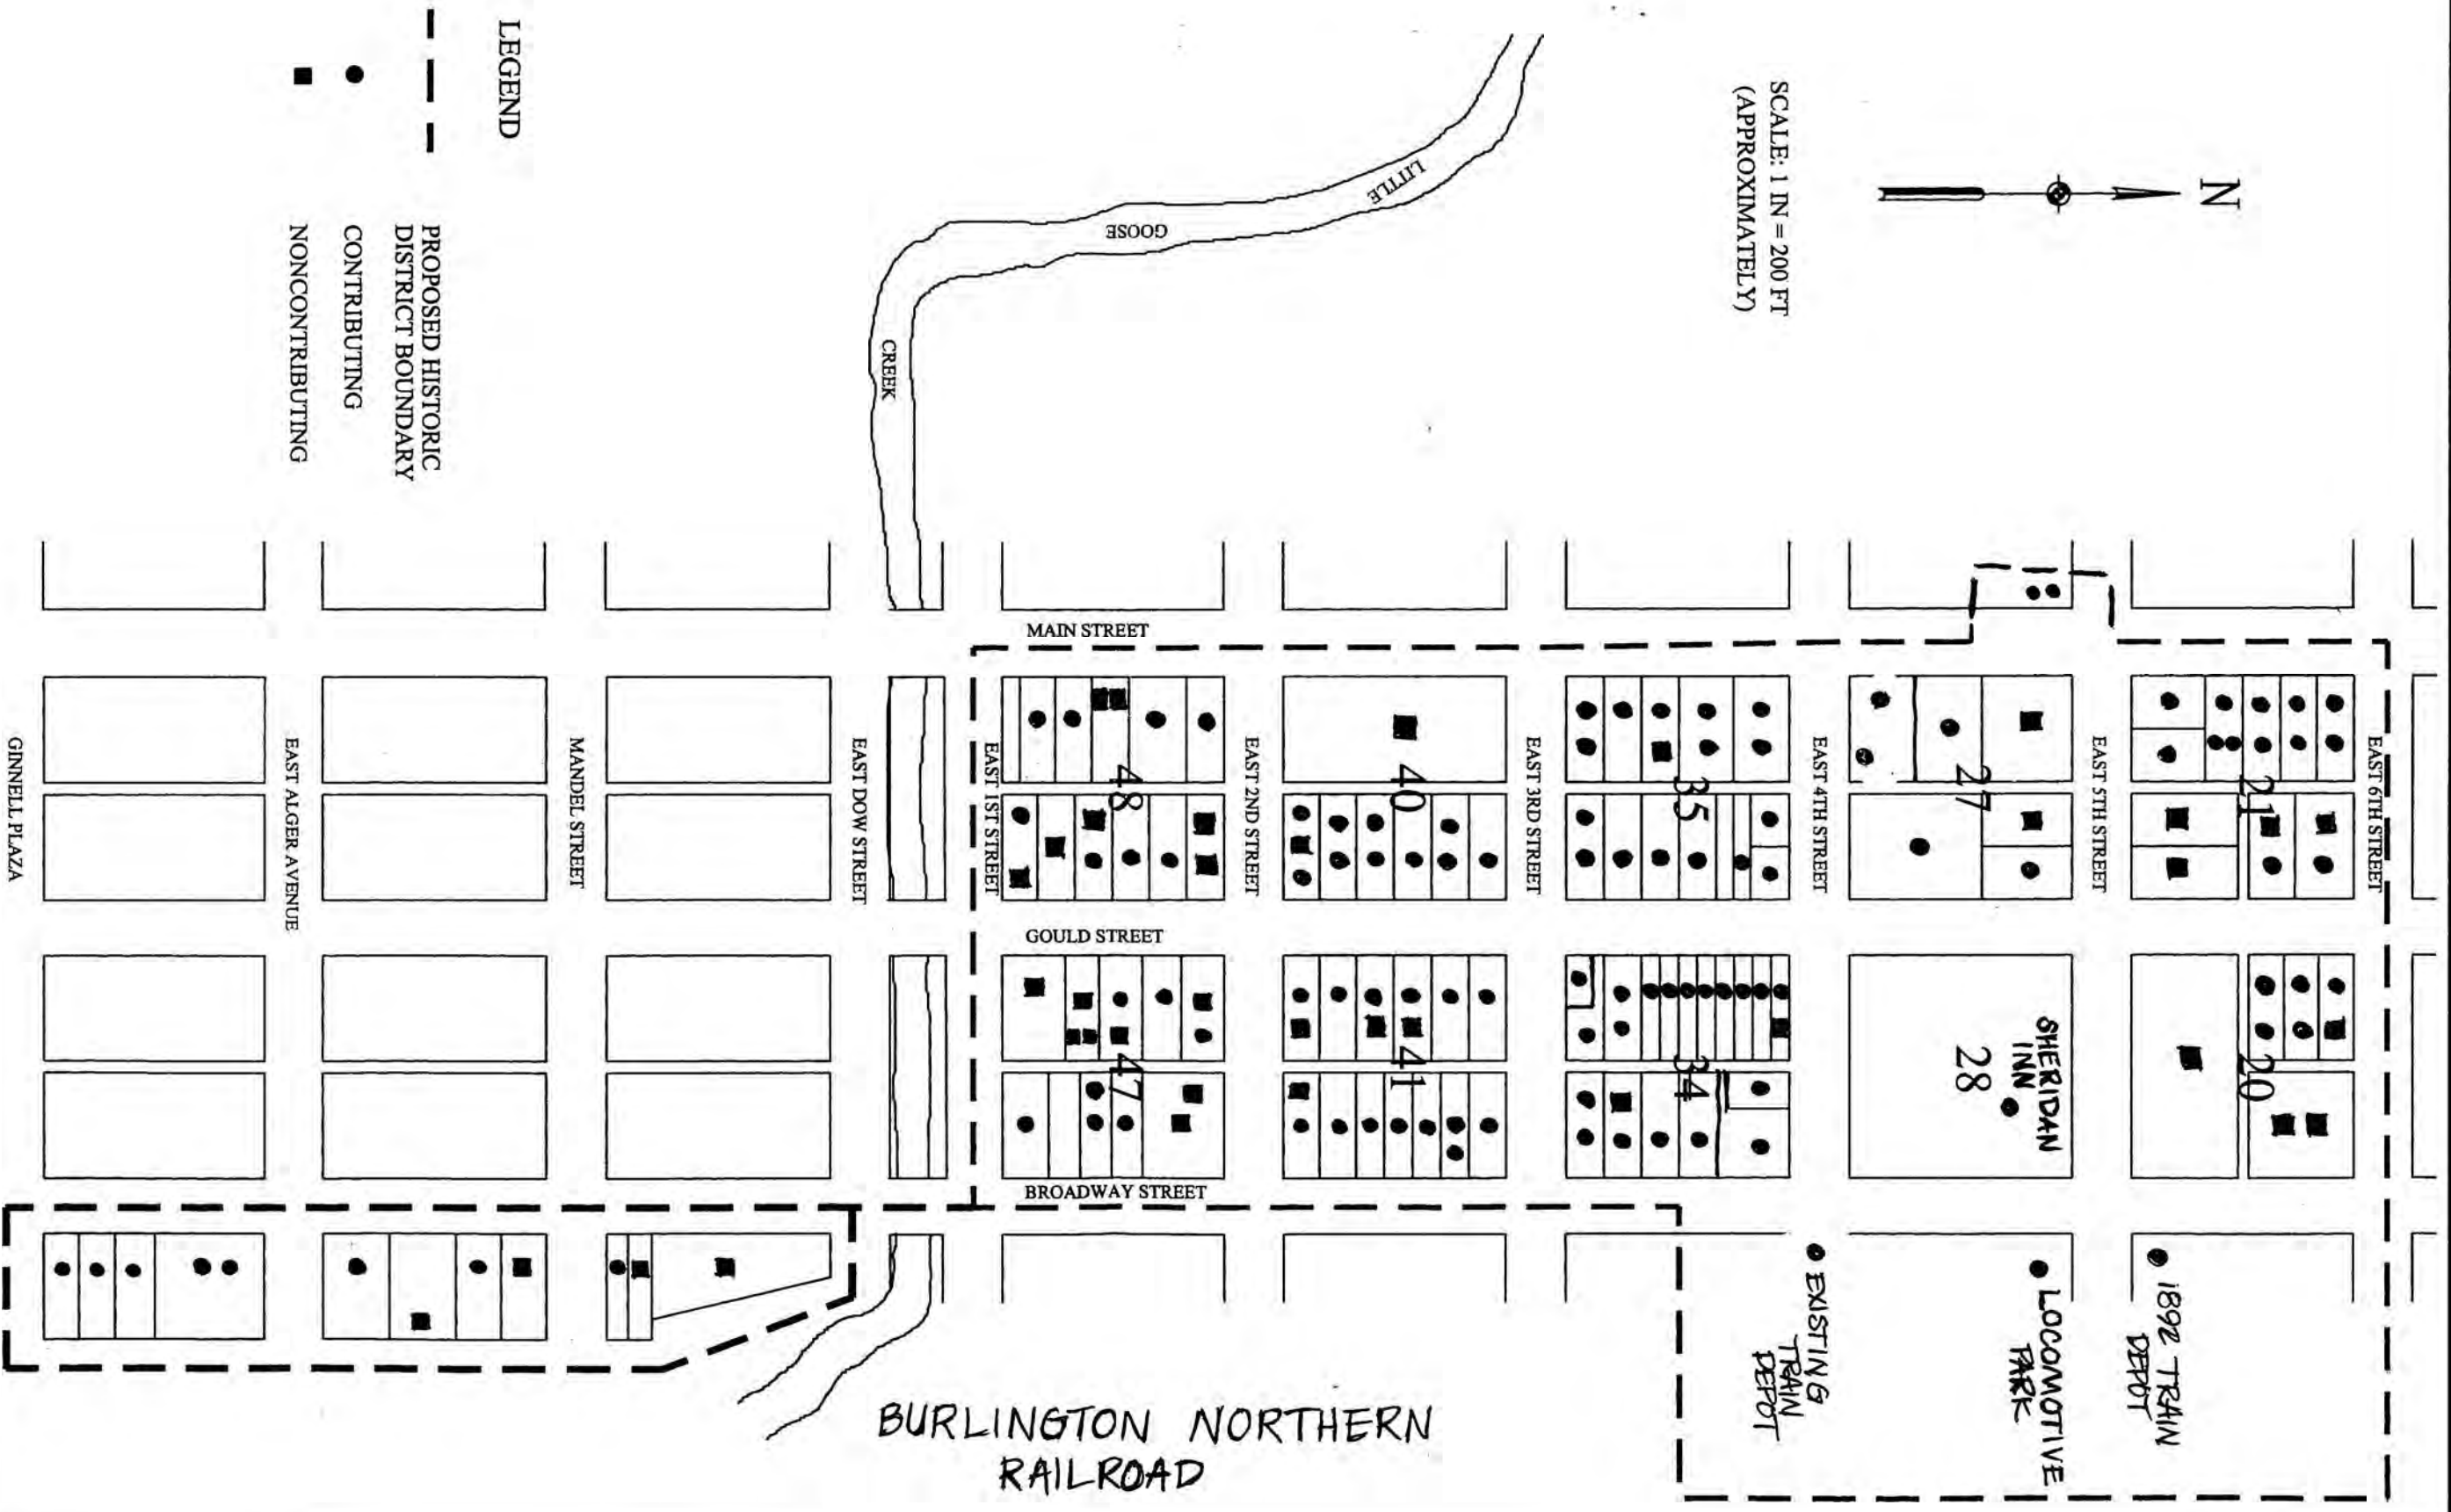 LEGEND
PROPOSED HISTORIC
DISTRICT BOUNDARY
CONTRIBUTING
NONCONTRIBUTING
SCALE: 1 IN = 200 FT
(APPROXIMATELY)
N
LITTLE
GOOSE
CREEK
MAIN STREET
GOULD STREET
BROADWAY STREET
GINNELL PLAZA
EAST ALGER AVENUE
MANDEL STREET
EAST DOW STREET
EAST 1ST STREET
EAST 2ND STREET
EAST 3RD STREET
EAST 4TH STREET
EAST 5TH STREET
EAST 6TH STREET
48
40
35
27
21
47
41
34
28
20
SHERIDAN
INN
EXISTING
TRAIN
DEPOT
LOCOMOTIVE
PARK
1892 TRAIN
DEPOT
BURLINGTON NORTHERN
RAILROAD